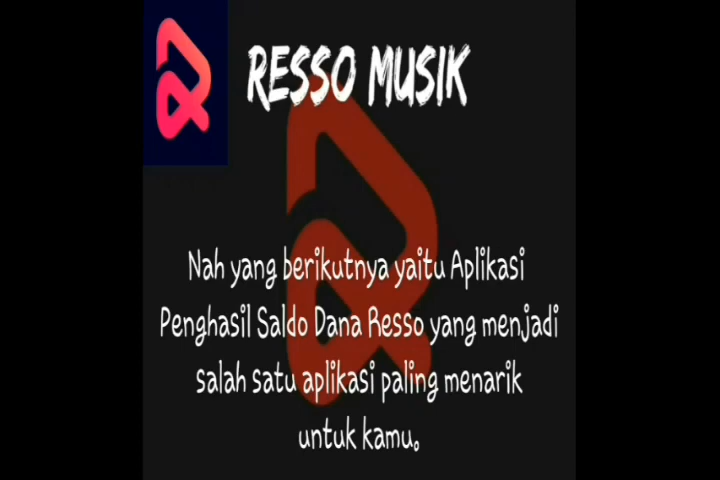 RESSO MUSIK
Nah yang berikutnya yaitu Aplikasi
Penghasil Saldo Dana Resso yang menjadi
salah satu aplikasi paling menarik
untuk kamu.